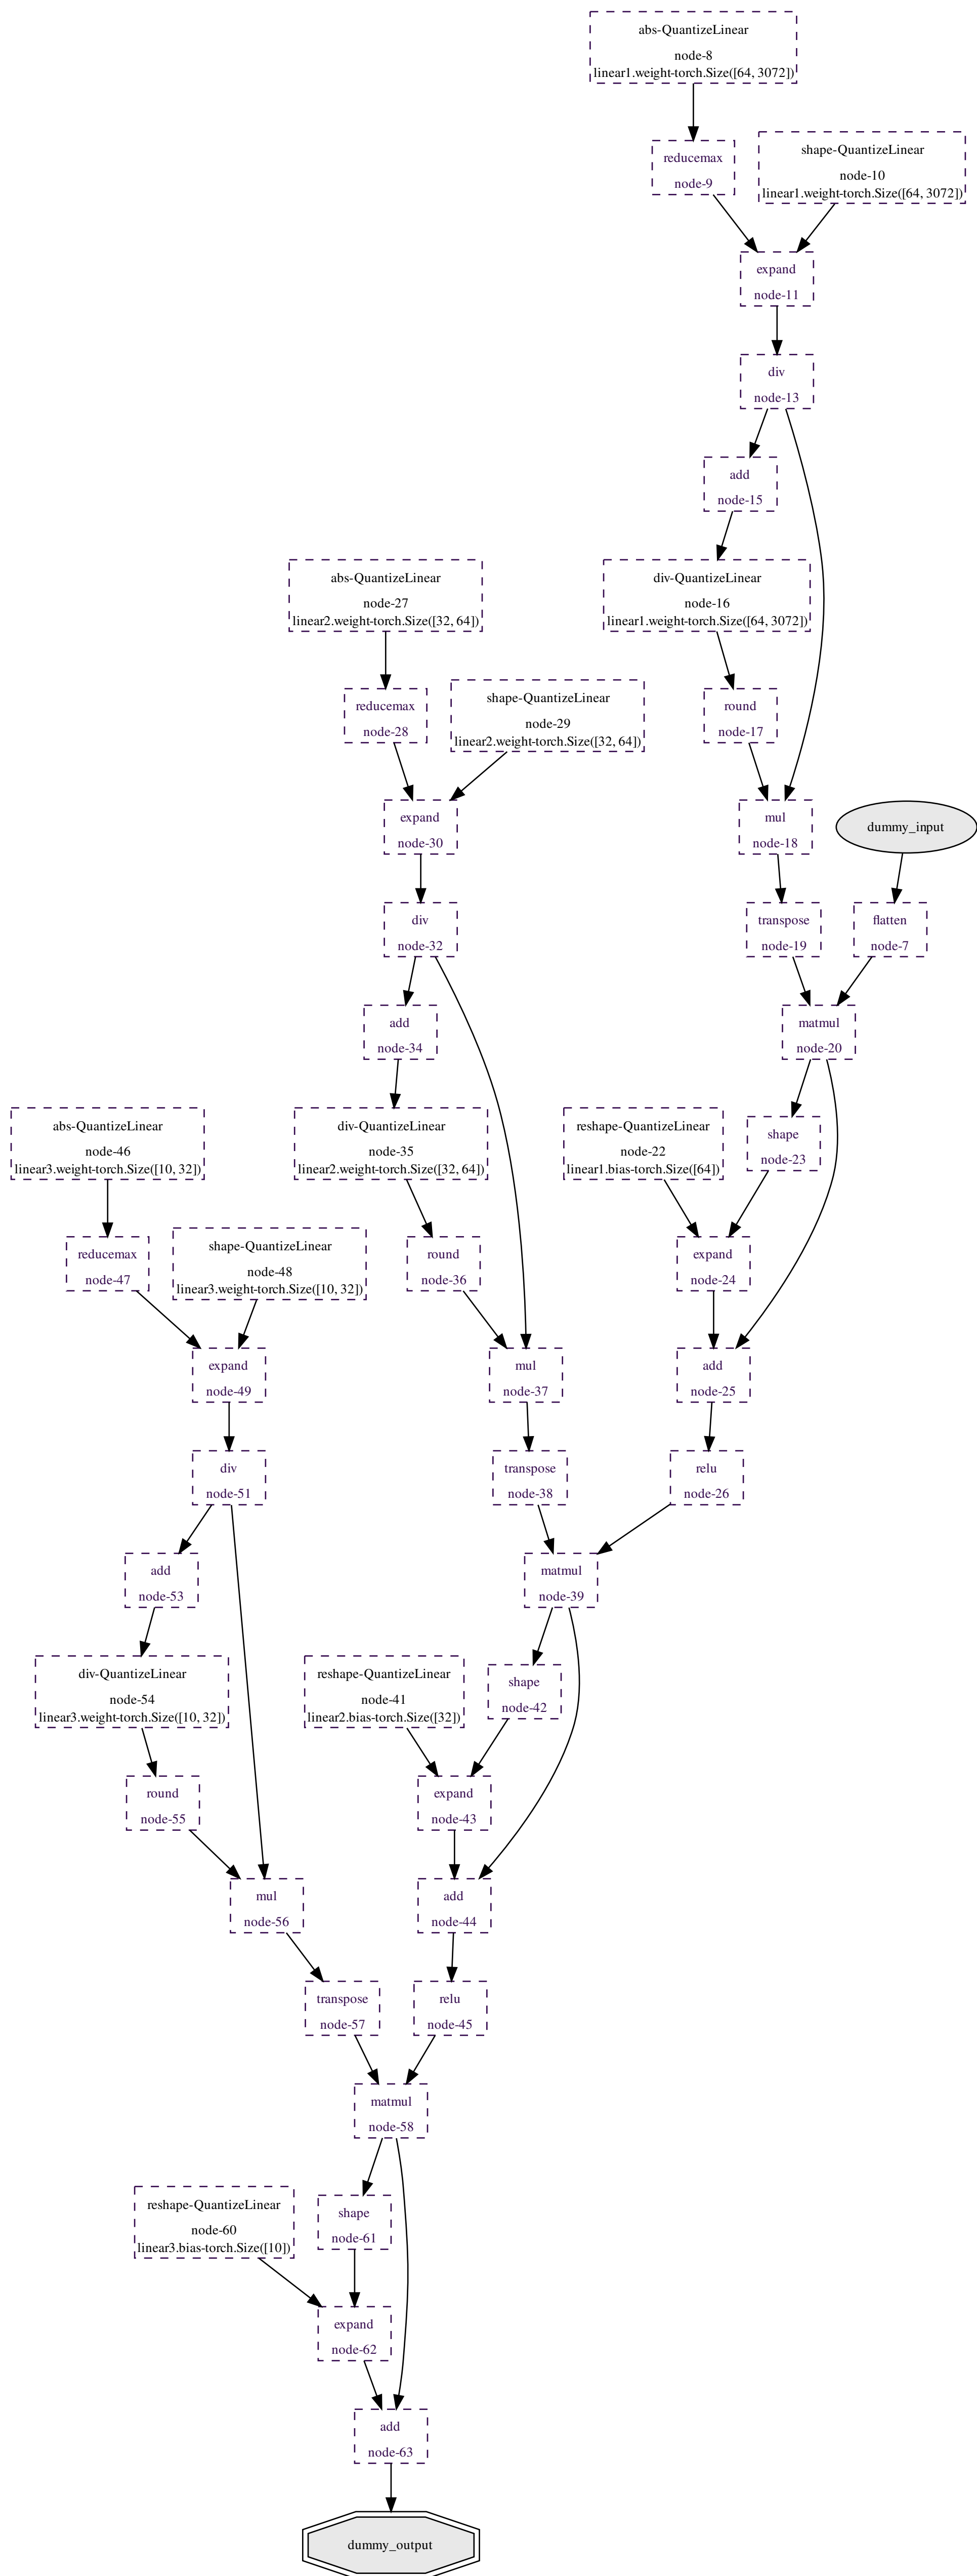 abs-QuantizeLinear
node-8
linear1.weight-torch.Size([64, 3072])
reducemax
node-9
shape-QuantizeLinear
node-10
linear1.weight-torch.Size([64, 3072])
expand
node-11
div
node-13
add
node-15
abs-QuantizeLinear
node-27
linear2.weight-torch.Size([32, 64])
div-QuantizeLinear
node-16
linear1.weight-torch.Size([64, 3072])
reducemax
node-28
shape-QuantizeLinear
node-29
linear2.weight-torch.Size([32, 64])
round
node-17
expand
node-30
mul
node-18
dummy_input
div
node-32
transpose
node-19
flatten
node-7
add
node-34
matmul
node-20
abs-QuantizeLinear
node-46
linear3.weight-torch.Size([10, 32])
div-QuantizeLinear
node-35
linear2.weight-torch.Size([32, 64])
reshape-QuantizeLinear
node-22
linear1.bias-torch.Size([64])
shape
node-23
reducemax
node-47
shape-QuantizeLinear
node-48
linear3.weight-torch.Size([10, 32])
round
node-36
expand
node-24
expand
node-49
mul
node-37
add
node-25
div
node-51
transpose
node-38
relu
node-26
add
node-53
matmul
node-39
div-QuantizeLinear
node-54
linear3.weight-torch.Size([10, 32])
reshape-QuantizeLinear
node-41
linear2.bias-torch.Size([32])
shape
node-42
round
node-55
expand
node-43
mul
node-56
add
node-44
transpose
node-57
relu
node-45
matmul
node-58
reshape-QuantizeLinear
node-60
linear3.bias-torch.Size([10])
shape
node-61
expand
node-62
add
node-63
dummy_output